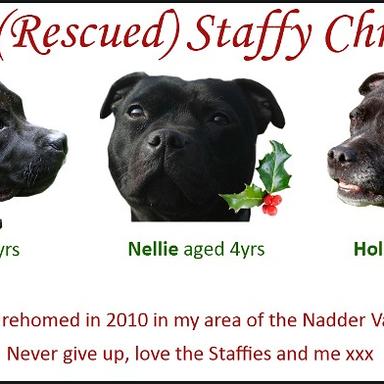 (Rescued) Staffy Chr
yrs
Nellie aged 4yrs
Hol
rehomed in 2010 in my area of the Nadder Va
Never give up, love the Staffies and me xxx